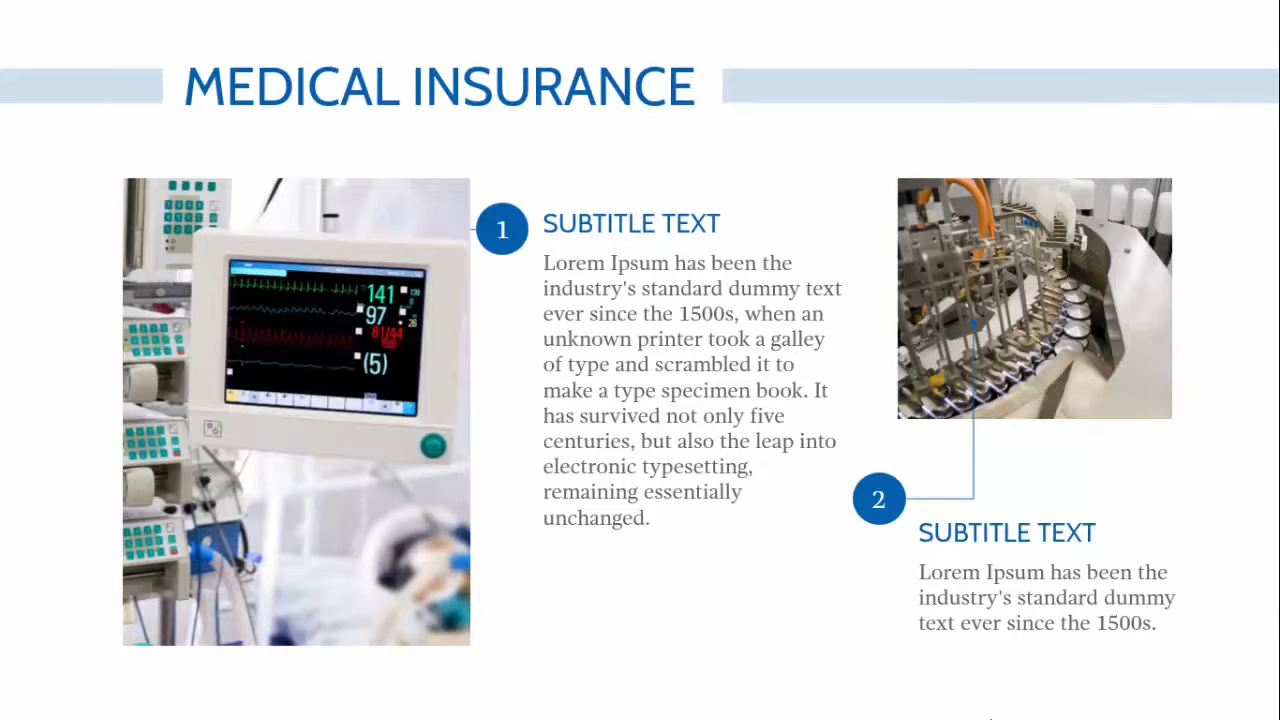 MEDICAL INSURANCE
141
97
81/44
(5)
1
SUBTITLE TEXT
Lorem Ipsum has been the
industry's standard dummy text
ever since the 1500s, when an
unknown printer took a galley
of type and scrambled it to
make a type specimen book. It
has survived not only five
centuries, but also the leap into
electronic typesetting,
remaining essentially
unchanged.
2
SUBTITLE TEXT
Lorem Ipsum has been the
industry's standard dummy
text ever since the 1500s.